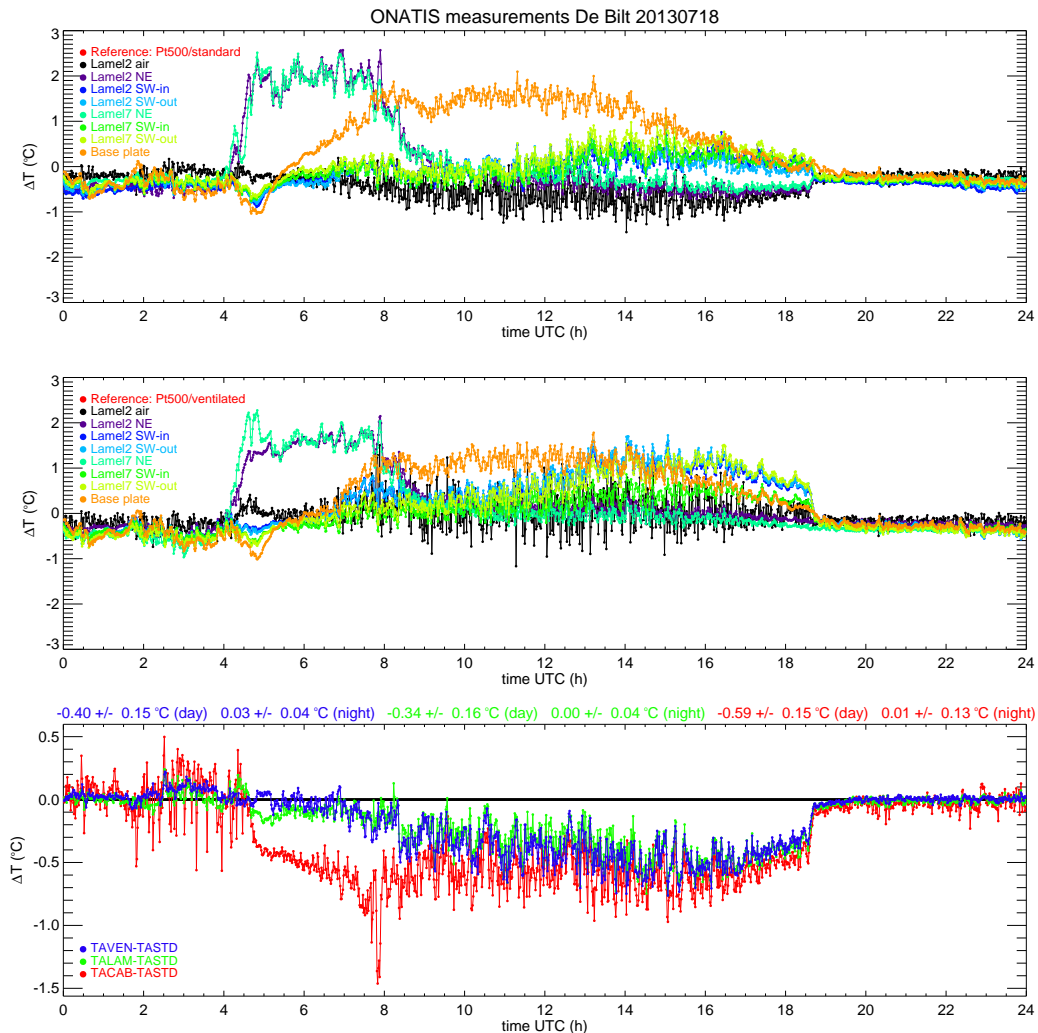 ONATIS measurements De Bilt 20130718
3
2
1
0
-1
-2
-3
ΔT (°C)
Reference: Pt500/standard
Lamel2 air
Lamel2 NE
Lamel2 SW-in
Lamel2 SW-out
Lamel7 NE
Lamel7 SW-in
Lamel7 SW-out
Base plate
0 2 4 6 8 10 12 14 16 18 20 22 24
time UTC (h)
3
2
1
0
-1
-2
-3
ΔT (°C)
Reference: Pt500/ventilated
Lamel2 air
Lamel2 NE
Lamel2 SW-in
Lamel2 SW-out
Lamel7 NE
Lamel7 SW-in
Lamel7 SW-out
Base plate
0 2 4 6 8 10 12 14 16 18 20 22 24
time UTC (h)
-0.40 +/- 0.15 °C (day) 0.03 +/- 0.04 °C (night) -0.34 +/- 0.16 °C (day) 0.00 +/- 0.04 °C (night) -0.59 +/- 0.15 °C (day) 0.01 +/- 0.13 °C (night)
0.5
0.0
-0.5
-1.0
-1.5
ΔT (°C)
TAVEN-TASTD
TALAM-TASTD
TACAB-TASTD
0 2 4 6 8 10 12 14 16 18 20 22 24
time UTC (h)